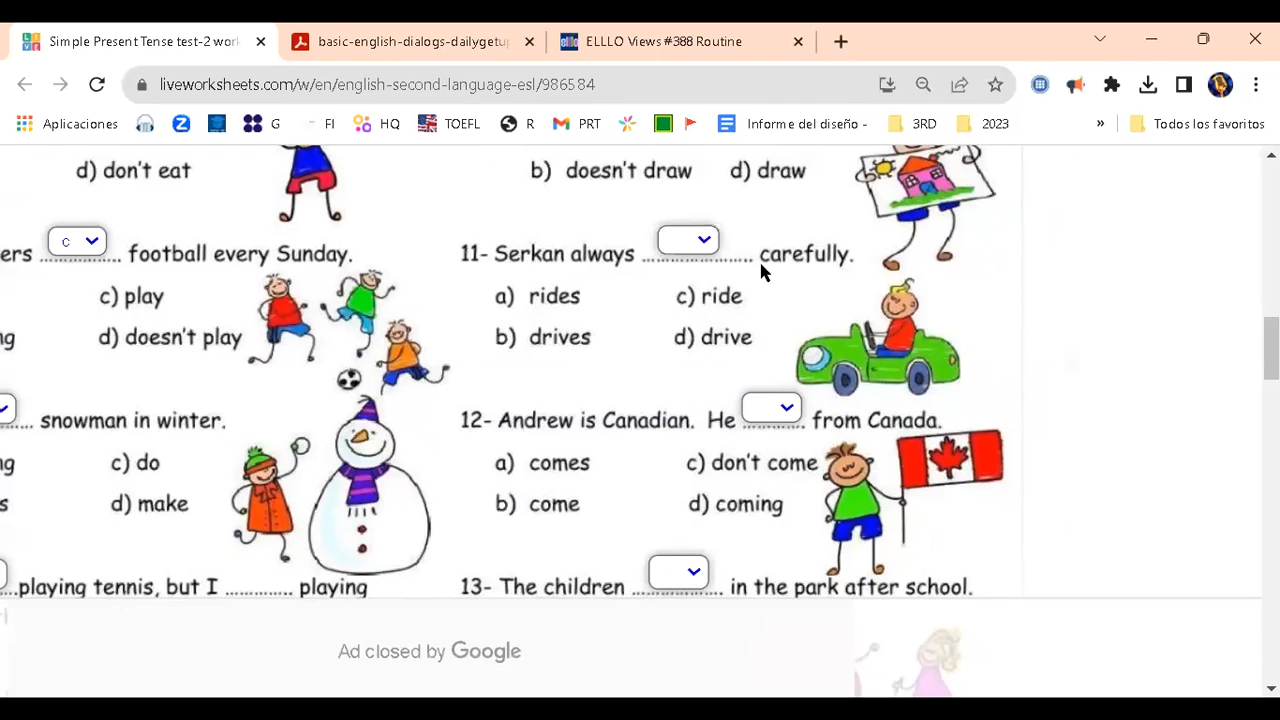 Simple Present Tense test-2 wor
basic-english-dialogs-dailygetup
ELLLO Views #388 Routine
liveworksheets.com/w/en/english-second-language-esl/986584
Aplicaciones G FI HQ TOEFL R PRT Informe del diseño - 3RD 2023 » Todos los favoritos
d) don't eat
b) doesn't draw d) draw
ers c football every Sunday.
c) play
ng d) doesn't play
snowman in winter.
ng c) do
s d) make
playing tennis, but I ............. playing
11- Serkan always ..................... carefully.
a) rides c) ride
b) drives d) drive
12- Andrew is Canadian. He ........... from Canada.
a) comes c) don't come
b) come d) coming
13- The children ................. in the park after school.
Ad closed by Google